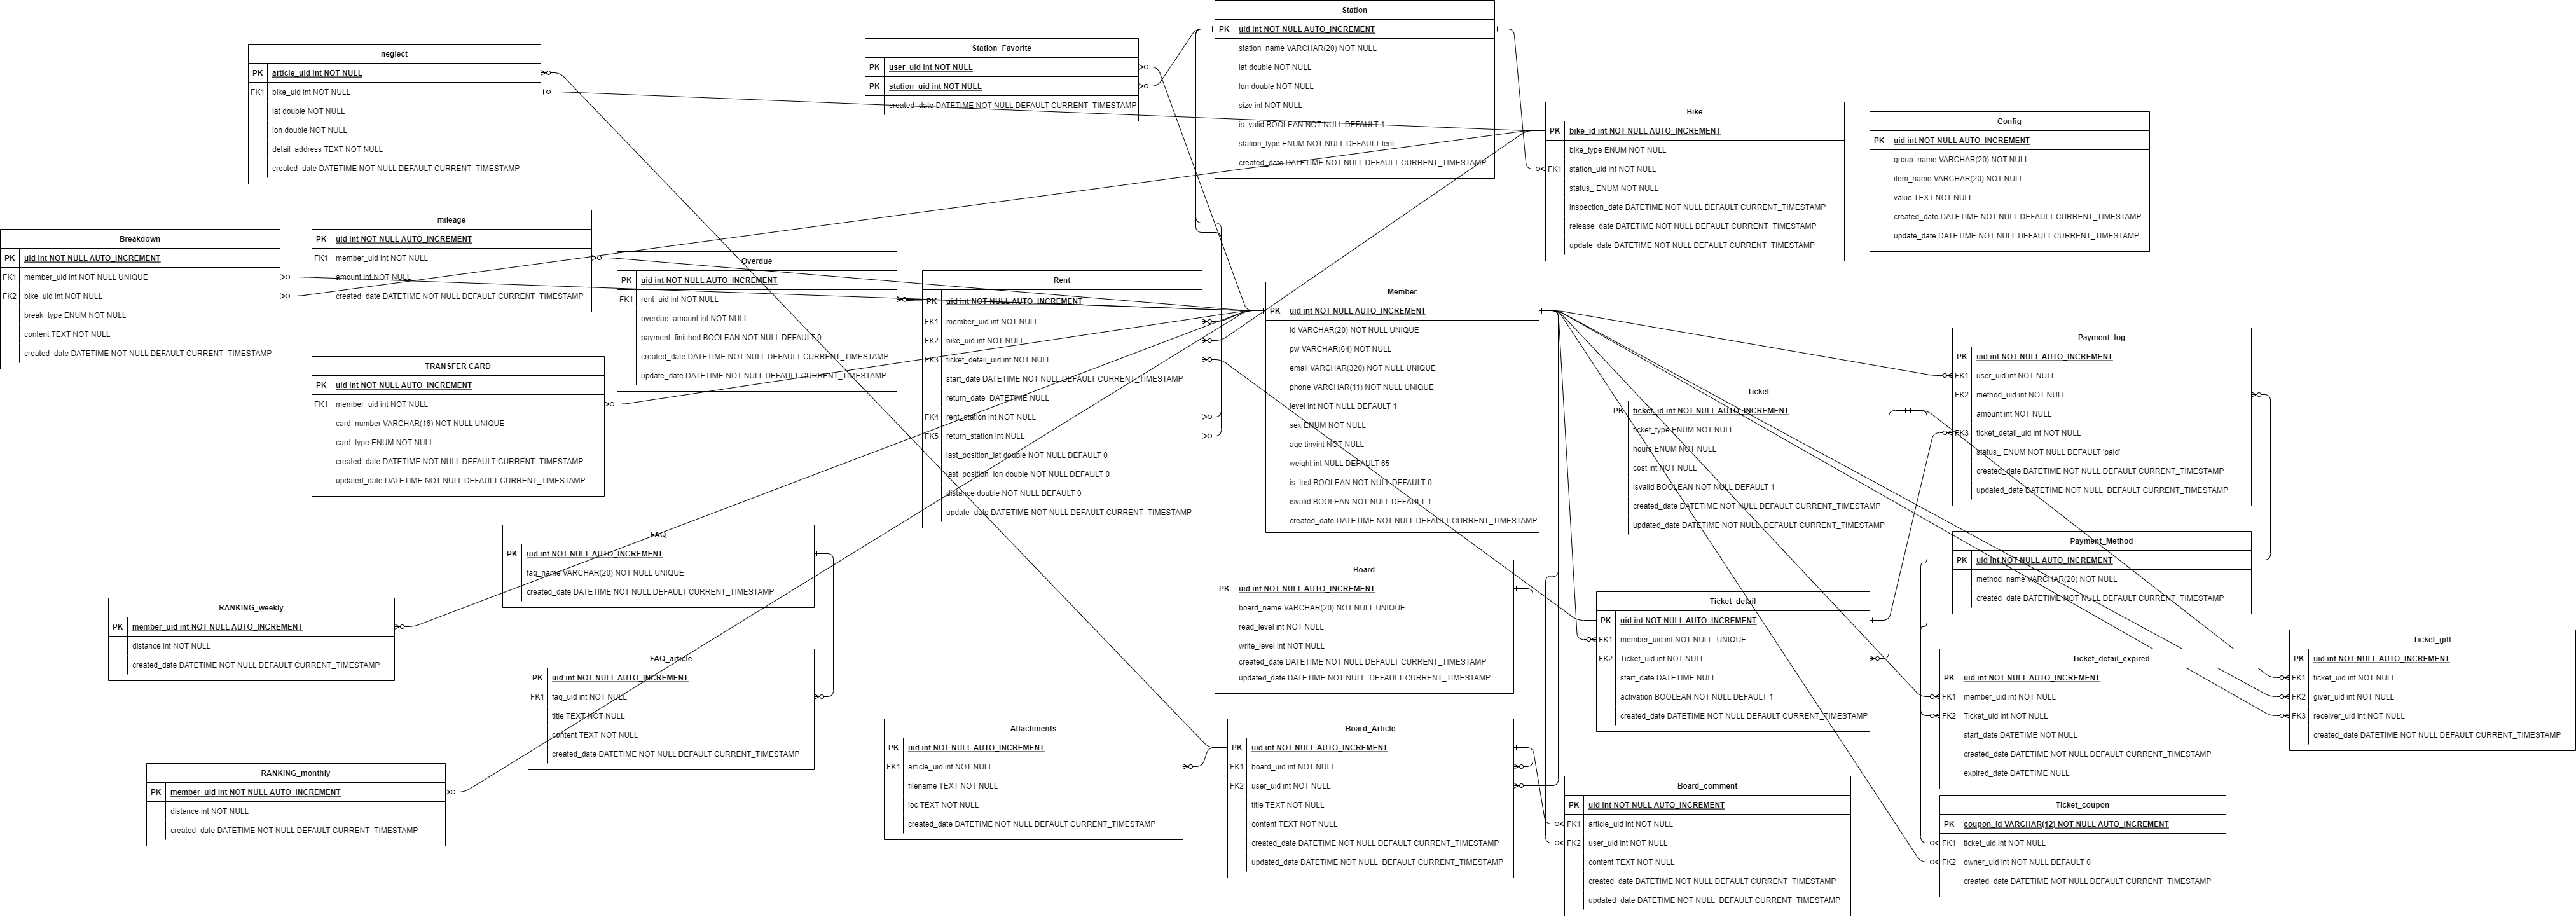 Station
PK uid int NOT NULL AUTO_INCREMENT
station_name VARCHAR(20) NOT NULL
lat double NOT NULL
lon double NOT NULL
size int NOT NULL
is_valid BOOLEAN NOT NULL DEFAULT 1
station_type ENUM NOT NULL DEFAULT lent
created_date DATETIME NOT NULL DEFAULT CURRENT_TIMESTAMP
neglect
PK article_uid int NOT NULL
FK1 bike_uid int NOT NULL
lat double NOT NULL
lon double NOT NULL
detail_address TEXT NOT NULL
created_date DATETIME NOT NULL DEFAULT CURRENT_TIMESTAMP
Station_Favorite
PK user_uid int NOT NULL
PK station_uid int NOT NULL
created_date DATETIME NOT NULL DEFAULT CURRENT_TIMESTAMP
Bike
PK bike_id int NOT NULL AUTO_INCREMENT
bike_type ENUM NOT NULL
FK1 station_uid int NOT NULL
status_ ENUM NOT NULL
inspection_date DATETIME NOT NULL DEFAULT CURRENT_TIMESTAMP
release_date DATETIME NOT NULL DEFAULT CURRENT_TIMESTAMP
update_date DATETIME NOT NULL DEFAULT CURRENT_TIMESTAMP
Config
PK uid int NOT NULL AUTO_INCREMENT
group_name VARCHAR(20) NOT NULL
item_name VARCHAR(20) NOT NULL
value TEXT NOT NULL
created_date DATETIME NOT NULL DEFAULT CURRENT_TIMESTAMP
update_date DATETIME NOT NULL DEFAULT CURRENT_TIMESTAMP
Breakdown
PK uid int NOT NULL AUTO_INCREMENT
FK1 member_uid int NOT NULL UNIQUE
FK2 bike_uid int NOT NULL
break_type ENUM NOT NULL
content TEXT NOT NULL
created_date DATETIME NOT NULL DEFAULT CURRENT_TIMESTAMP
mileage
PK uid int NOT NULL AUTO_INCREMENT
FK1 member_uid int NOT NULL
amount int NOT NULL
created_date DATETIME NOT NULL DEFAULT CURRENT_TIMESTAMP
Overdue
PK uid int NOT NULL AUTO_INCREMENT
FK1 rent_uid int NOT NULL
overdue_amount int NOT NULL
payment_finished BOOLEAN NOT NULL DEFAULT 0
created_date DATETIME NOT NULL DEFAULT CURRENT_TIMESTAMP
update_date DATETIME NOT NULL DEFAULT CURRENT_TIMESTAMP
Rent
PK uid int NOT NULL AUTO_INCREMENT
FK1 member_uid int NOT NULL
FK2 bike_uid int NOT NULL
FK3 ticket_detail_uid int NOT NULL
start_date DATETIME NOT NULL DEFAULT CURRENT_TIMESTAMP
return_date DATETIME NULL
FK4 rent_station int NOT NULL
FK5 return_station int NULL
last_position_lat double NOT NULL DEFAULT 0
last_position_lon double NOT NULL DEFAULT 0
distance double NOT NULL DEFAULT 0
update_date DATETIME NOT NULL DEFAULT CURRENT_TIMESTAMP
Member
PK uid int NOT NULL AUTO_INCREMENT
id VARCHAR(20) NOT NULL UNIQUE
pw VARCHAR(64) NOT NULL
email VARCHAR(320) NOT NULL UNIQUE
phone VARCHAR(11) NOT NULL UNIQUE
level int NOT NULL DEFAULT 1
sex ENUM NOT NULL
age tinyint NOT NULL
weight int NULL DEFAULT 65
is_lost BOOLEAN NOT NULL DEFAULT 0
isvalid BOOLEAN NOT NULL DEFAULT 1
created_date DATETIME NOT NULL DEFAULT CURRENT_TIMESTAMP
TRANSFER CARD
PK uid int NOT NULL AUTO_INCREMENT
FK1 member_uid int NOT NULL
card_number VARCHAR(16) NOT NULL UNIQUE
card_type ENUM NOT NULL
created_date DATETIME NOT NULL DEFAULT CURRENT_TIMESTAMP
updated_date DATETIME NOT NULL DEFAULT CURRENT_TIMESTAMP
Ticket
PK ticket_id int NOT NULL AUTO_INCREMENT
ticket_type ENUM NOT NULL
hours ENUM NOT NULL
cost int NOT NULL
isvalid BOOLEAN NOT NULL DEFAULT 1
created_date DATETIME NOT NULL DEFAULT CURRENT_TIMESTAMP
updated_date DATETIME NOT NULL DEFAULT CURRENT_TIMESTAMP
Payment_log
PK uid int NOT NULL AUTO_INCREMENT
FK1 user_uid int NOT NULL
FK2 method_uid int NOT NULL
amount int NOT NULL
FK3 ticket_detail_uid int NOT NULL
status_ ENUM NOT NULL DEFAULT 'paid'
created_date DATETIME NOT NULL DEFAULT CURRENT_TIMESTAMP
updated_date DATETIME NOT NULL DEFAULT CURRENT_TIMESTAMP
Payment_Method
PK uid int NOT NULL AUTO_INCREMENT
method_name VARCHAR(20) NOT NULL
created_date DATETIME NOT NULL DEFAULT CURRENT_TIMESTAMP
FAQ
PK uid int NOT NULL AUTO_INCREMENT
faq_name VARCHAR(20) NOT NULL UNIQUE
created_date DATETIME NOT NULL DEFAULT CURRENT_TIMESTAMP
RANKING_weekly
PK member_uid int NOT NULL AUTO_INCREMENT
distance int NOT NULL
created_date DATETIME NOT NULL DEFAULT CURRENT_TIMESTAMP
FAQ_article
PK uid int NOT NULL AUTO_INCREMENT
FK1 faq_uid int NOT NULL
title TEXT NOT NULL
content TEXT NOT NULL
created_date DATETIME NOT NULL DEFAULT CURRENT_TIMESTAMP
RANKING_monthly
PK member_uid int NOT NULL AUTO_INCREMENT
distance int NOT NULL
created_date DATETIME NOT NULL DEFAULT CURRENT_TIMESTAMP
Board
PK uid int NOT NULL AUTO_INCREMENT
board_name VARCHAR(20) NOT NULL UNIQUE
read_level int NOT NULL
write_level int NOT NULL
created_date DATETIME NOT NULL DEFAULT CURRENT_TIMESTAMP
updated_date DATETIME NOT NULL DEFAULT CURRENT_TIMESTAMP
Ticket_detail
PK uid int NOT NULL AUTO_INCREMENT
FK1 member_uid int NOT NULL UNIQUE
FK2 Ticket_uid int NOT NULL
start_date DATETIME NULL
activation BOOLEAN NOT NULL DEFAULT 1
created_date DATETIME NOT NULL DEFAULT CURRENT_TIMESTAMP
Ticket_detail_expired
PK uid int NOT NULL AUTO_INCREMENT
FK1 member_uid int NOT NULL
FK2 Ticket_uid int NOT NULL
start_date DATETIME NOT NULL
created_date DATETIME NOT NULL DEFAULT CURRENT_TIMESTAMP
expired_date DATETIME NULL
Ticket_gift
PK uid int NOT NULL AUTO_INCREMENT
FK1 ticket_uid int NOT NULL
FK2 giver_uid int NOT NULL
FK3 receiver_uid int NOT NULL
created_date DATETIME NOT NULL DEFAULT CURRENT_TIMESTAMP
Attachments
PK uid int NOT NULL AUTO_INCREMENT
FK1 article_uid int NOT NULL
filename TEXT NOT NULL
loc TEXT NOT NULL
created_date DATETIME NOT NULL DEFAULT CURRENT_TIMESTAMP
Board_Article
PK uid int NOT NULL AUTO_INCREMENT
FK1 board_uid int NOT NULL
FK2 user_uid int NOT NULL
title TEXT NOT NULL
content TEXT NOT NULL
created_date DATETIME NOT NULL DEFAULT CURRENT_TIMESTAMP
updated_date DATETIME NOT NULL DEFAULT CURRENT_TIMESTAMP
Board_comment
PK uid int NOT NULL AUTO_INCREMENT
FK1 article_uid int NOT NULL
FK2 user_uid int NOT NULL
content TEXT NOT NULL
created_date DATETIME NOT NULL DEFAULT CURRENT_TIMESTAMP
updated_date DATETIME NOT NULL DEFAULT CURRENT_TIMESTAMP
Ticket_coupon
PK coupon_id VARCHAR(12) NOT NULL AUTO_INCREMENT
FK1 ticket_uid int NOT NULL
FK2 owner_uid int NOT NULL DEFAULT 0
created_date DATETIME NOT NULL DEFAULT CURRENT_TIMESTAMP